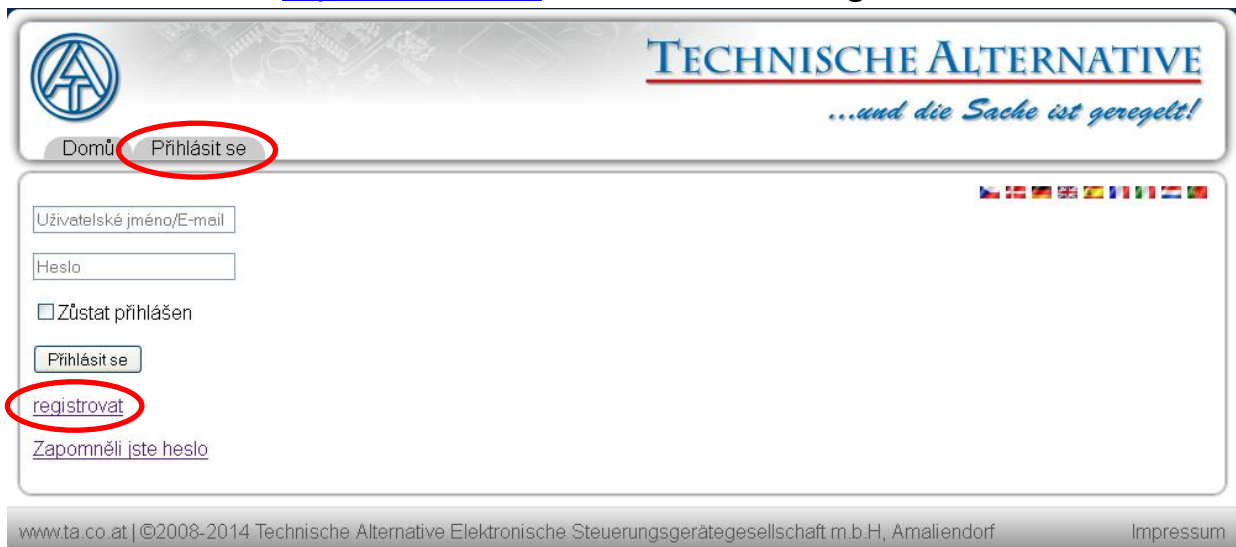 TECHNISCHE ALTERNATIVE
...und die Sache ist geregelt!
Domů Přihlásit se
Uživatelské jméno/E-mail
Heslo
Zůstat přihlášen
Přihlásit se
registrovat
Zapomněli jste heslo
www.ta.co.at | ©2008-2014 Technische Alternative Elektronische Steuerungsgerätegesellschaft m.b.H, Amaliendorf Impressum